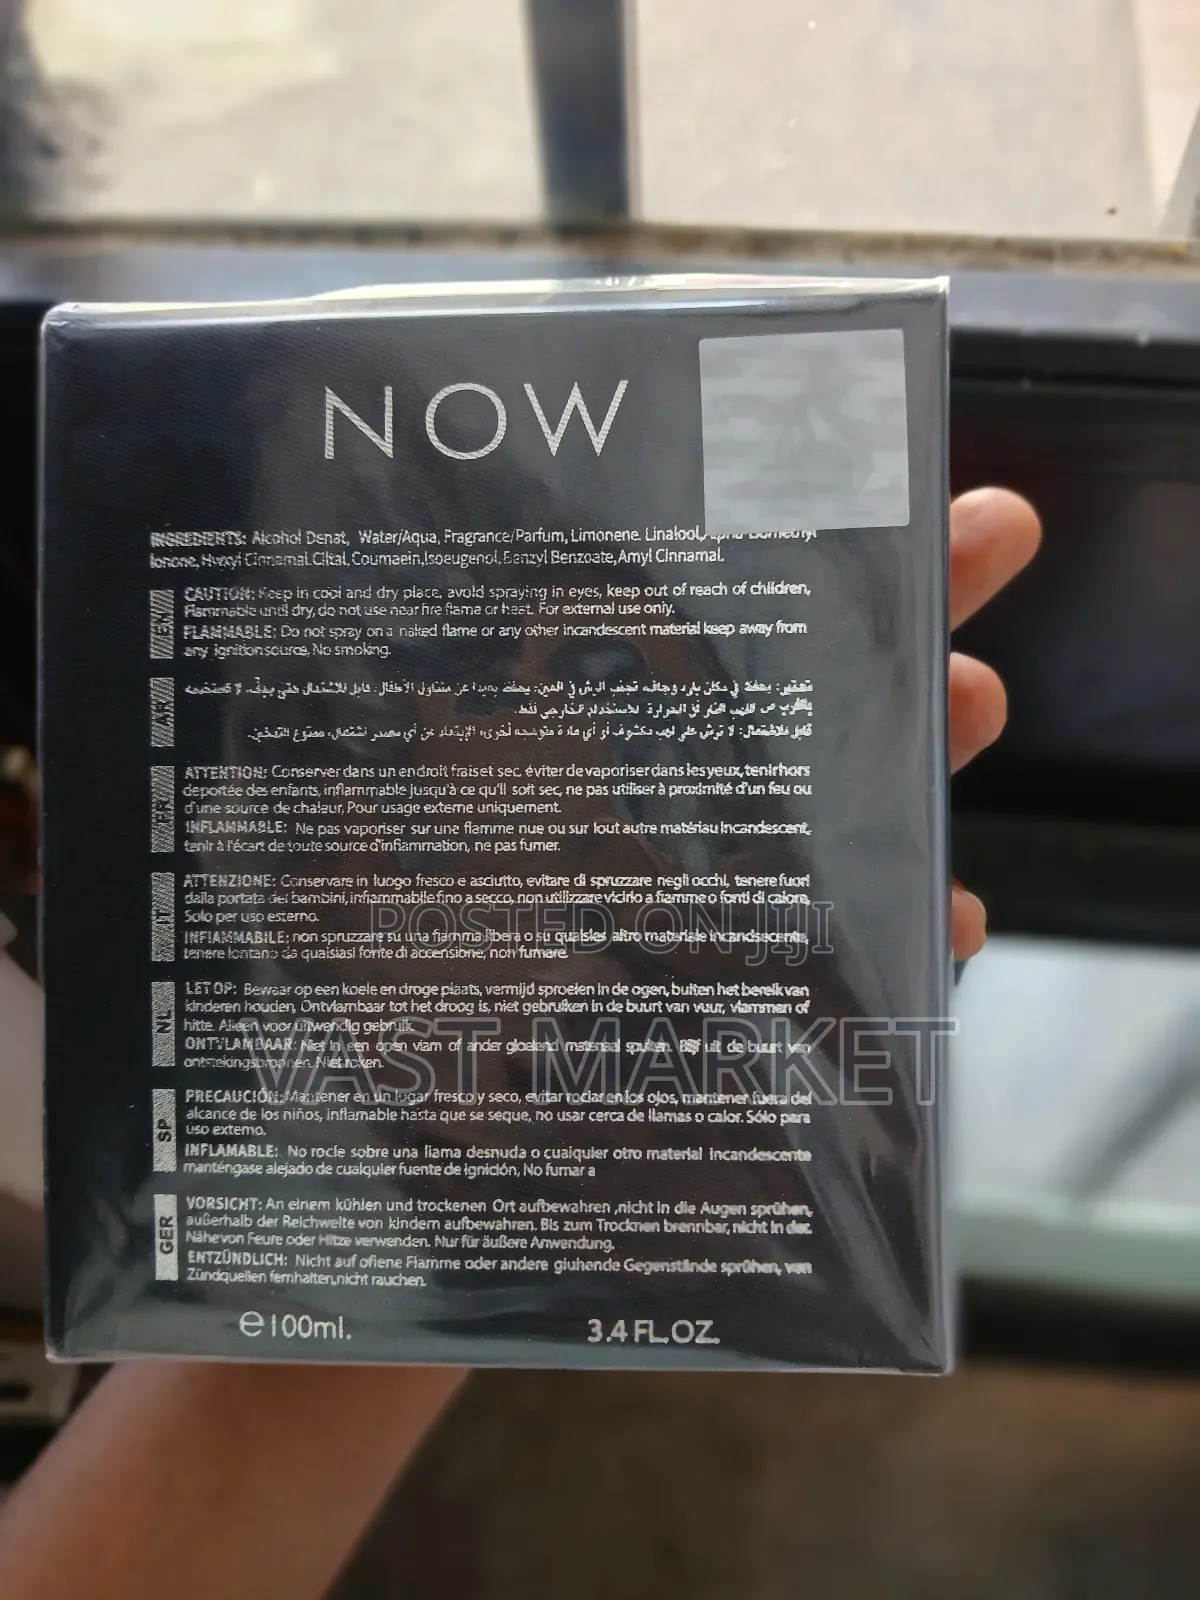 NOW
INGREDIENTS: Alcohol Denat, Water/Aqua, Fragrance/Parfum, Limonene. Linalool,
Ionone, Coumaein, Isoeugenol, Benzyl Benzoate, Amyl Cinnamal.
EN
CAUTION: Keep in cool and dry place, avold spraying in eyes, keep out of reach of children,
Flammable until dry, do not use near fire flame or heat. For external use only.
FLAMMABLE: Do not spray on a naked flame or any other incandescent material keep away from
any ignition source, No smoking.
AR
FR
ATTENTION: Conserver dans un endroit frais et sec, éviter de vaporiser dans les yeux, tenir hors
deportée des enfants, inflammable jusqu'à ce qu'il soit sec, ne pas utiliser à proximité d'un feu ou
d'une source de chaleur, Pour usage externe uniquement.
INFLAMMABLE: Ne pas vaporiser sur une flamme nue ou sur tout autre matériau Incandescent,
tenir à l'écart de toute source d'inflammation, ne pas fumer.
IT
ATTENZIONE: Conservare in luogo fresco e asciutto, evitare di spruzzare negli occhi, tenere fuori
dalla portata dei bambini, infiammabile fino a secco, non utilizzare vicino a fiamme o fonti di calore,
Solo per uso esterno.
INFIAMMABILE: non spruzzare su una fiamma libera o su qualsies altro materiale
tenere lontano da qualsiasi fonte di accensione, non fumare.
POSTED ON JIJI
NL
LET OP: Bewaar op een koele en droge plaats, vermijd sproeien in de ogen, buiten het bereik van
kinderen houden, Ontvlambaar tot het droog is, niet gebruiken in de buurt van vuur, vlammen of
hitte. Alleen voor uitwendig gebruik.
ONTVLAMBAAR: Niet in een open vlam of ander gloeiend materiaal spuiten. Blijf uit de buurt van
ontstekingsbronnen. Niet roken.
VAST MARKET
SP
PRECAUCIÓN: Mantener en un lugar fresco y seco, evitar rociar en los ojos, mantener fuera del
alcance de los niños, inflamable hasta que se seque, no usar cerca de llamas o calor. Sólo para
uso externo.
INFLAMABLE: No rocíe sobre una llama desnuda o cualquier otro material Incandescente
manténgase alejado de cualquier fuente de ignición, No fumar a
GER
VORSICHT: An einem kühlen und trockenen Ort aufbewahren ,nicht in die Augen sprühen,
außerhalb der Reichweite von kindern aufbewahren. Bis zum Trocknen brennbar, nicht in der
Nähe von Feure oder Hitze verwenden. Nur für äußere Anwendung.
ENTZÜNDLICH: Nicht auf offene Flamme oder andere gluhende Gegenstände sprühen, von
Zündquellen fernhalten,nicht rauchen.
e100ml.
3.4 FL.OZ.